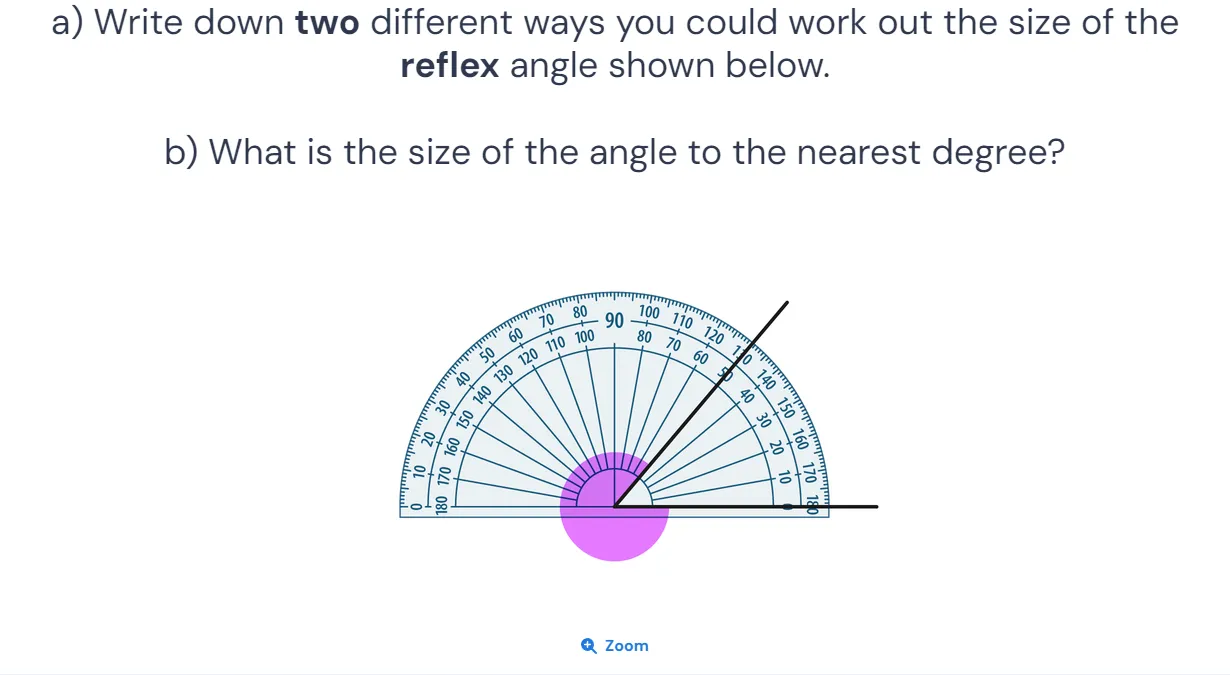 a) Write down two different ways you could work out the size of the
reflex angle shown below.
b) What is the size of the angle to the nearest degree?
0 10 20 30 40 50 60 70 80 90 100 110 120 130 140 150 160 170 180
180 170 160 150 140 130 120 110 100 80 70 60 50 40 30 20 10 0
Zoom